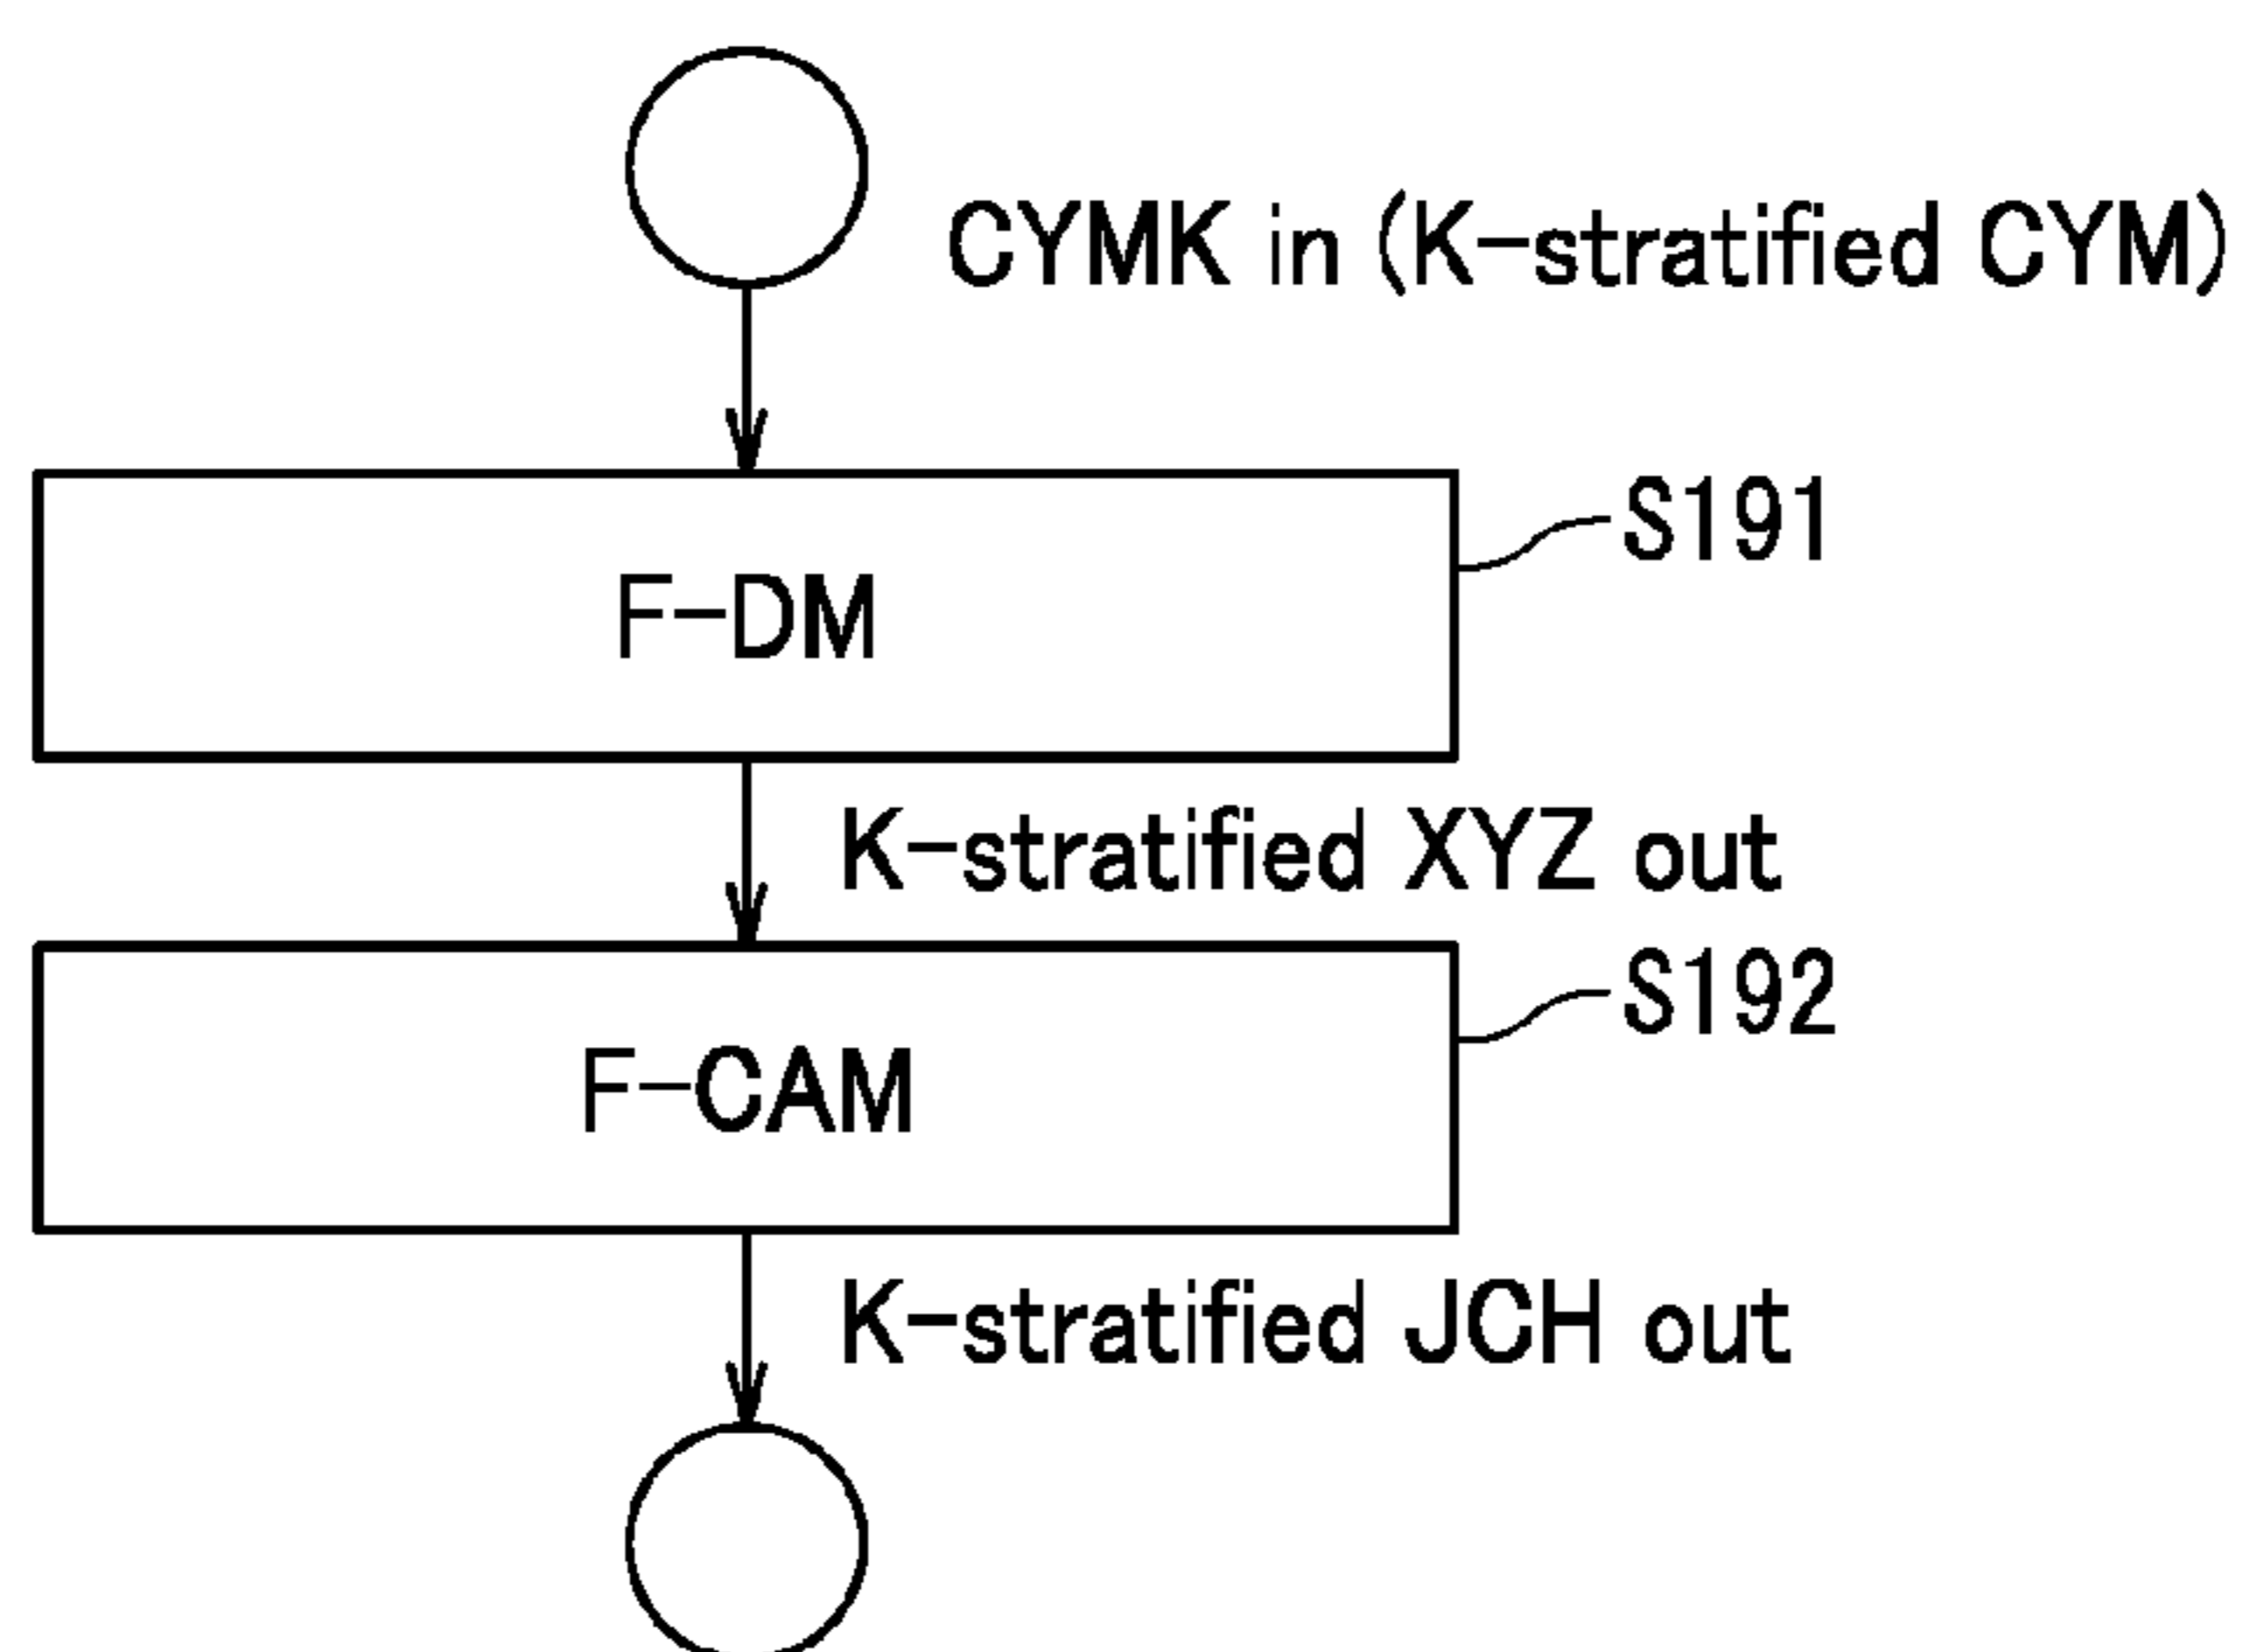 CYMK in (K-stratified CYM)
S191
F-DM
K-stratified XYZ out
S192
F-CAM
K-stratified JCH out